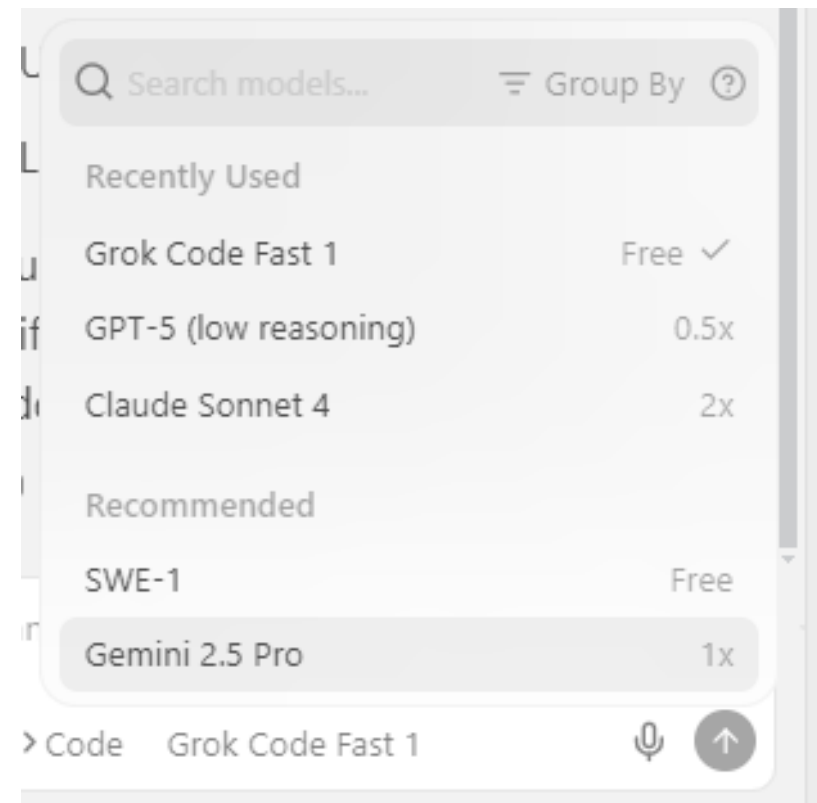 Search models... Group By
Recently Used
Grok Code Fast 1 Free
GPT-5 (low reasoning) 0.5x
Claude Sonnet 4 2x
Recommended
SWE-1 Free
Gemini 2.5 Pro 1x
Code Grok Code Fast 1